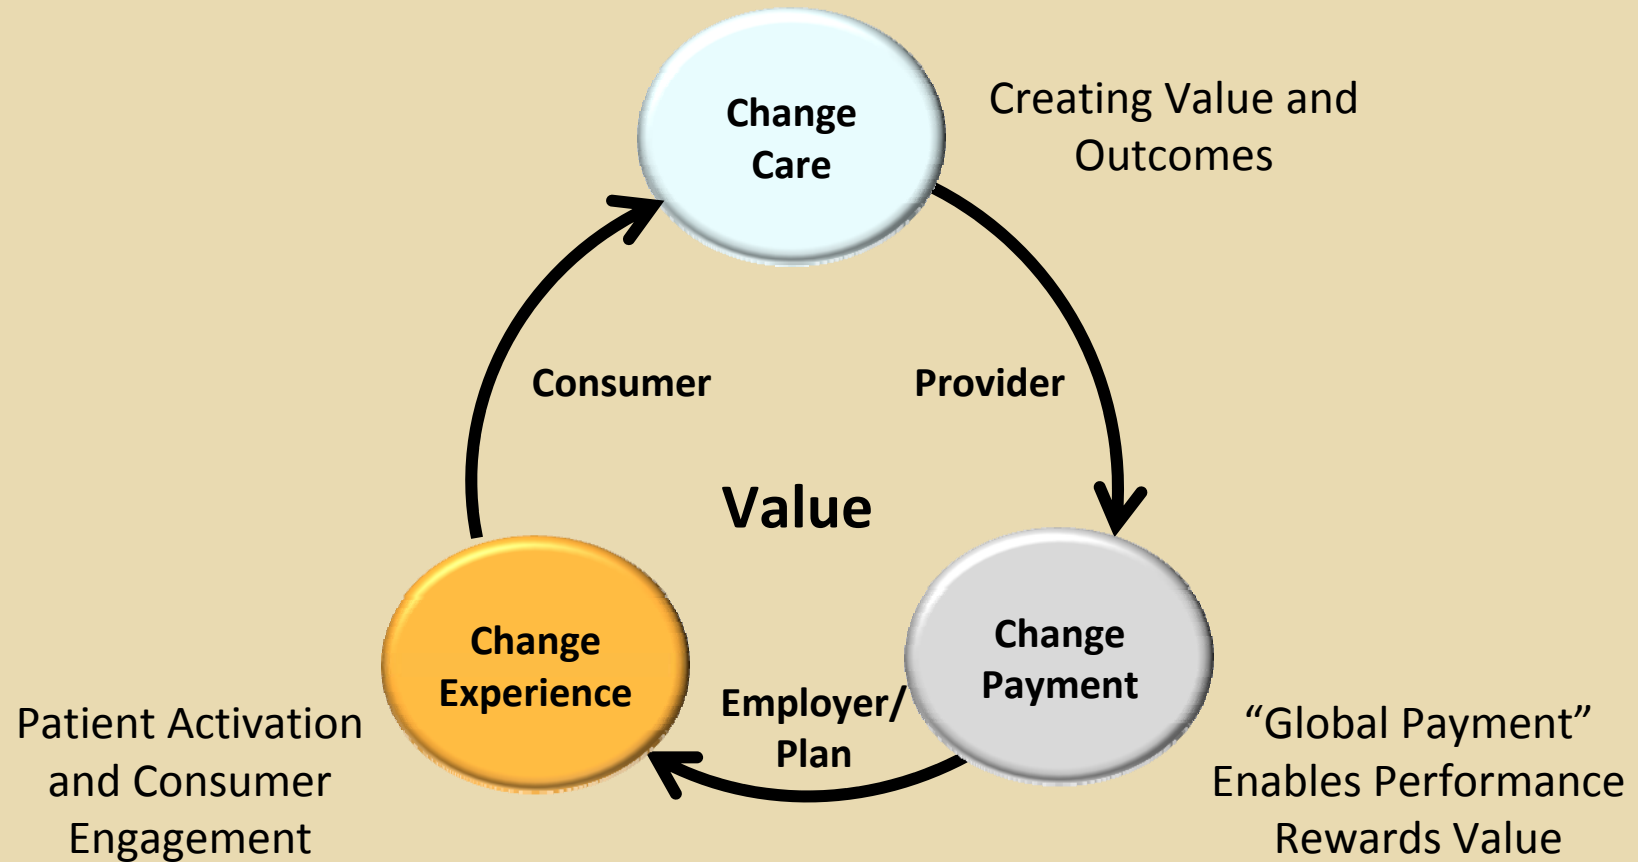 Change
Care
Creating Value and
Outcomes
Consumer
Provider
Value
Change
Experience
Change
Payment
Employer/
Plan
Patient Activation
and Consumer
Engagement
“Global Payment”
Enables Performance
Rewards Value